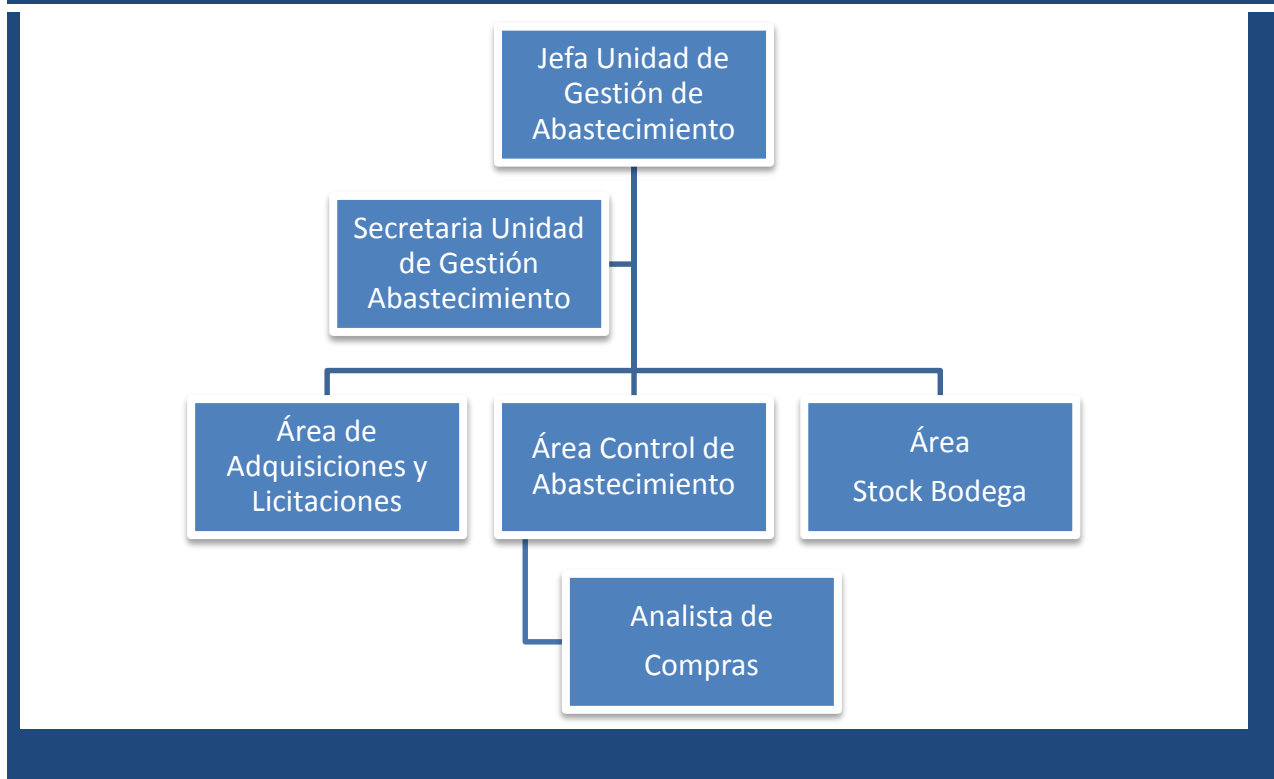 Jefa Unidad de
Gestión de
Abastecimiento
Secretaria Unidad
de Gestión
Abastecimiento
Área de
Adquisiciones y
Licitaciones
Área Control de
Abastecimiento
Área
Stock Bodega
Analista de
Compras